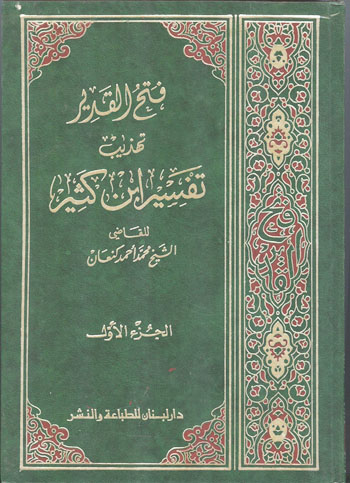 فتح القدير
تهذيب
تفسير ابن كثير
للقاضي
الشيخ محمد أحمد كنعان
الجزء الأول
دار لبنان للطباعة والنشر